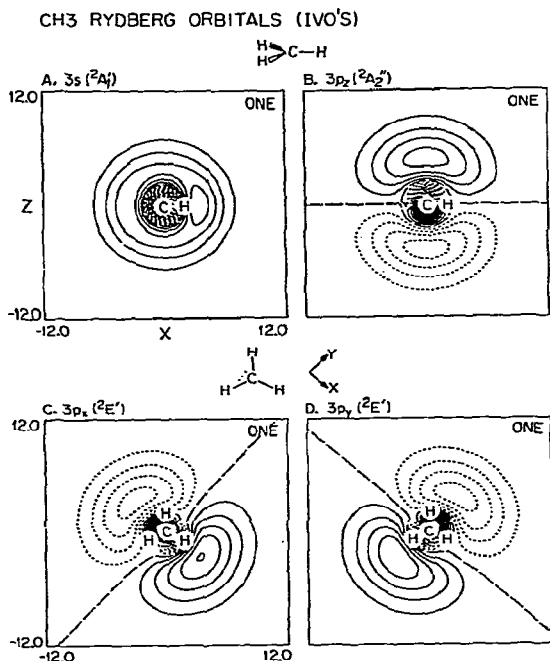 CH3 RYDBERG ORBITALS (IVO'S)
H
H C-H
A. 3s (²A₁')
B. 3p_z (²A₂'')
12.0
ONE
ONE
Z
C H
C H
-12.0
-12.0
X
12.0
H
C
H H
Y
X
C. 3pₓ (²E')
D. 3p_y (²E')
12.0
ONE
ONE
H
C
H H
H
C
H H
-12.0
-12.0
12.0